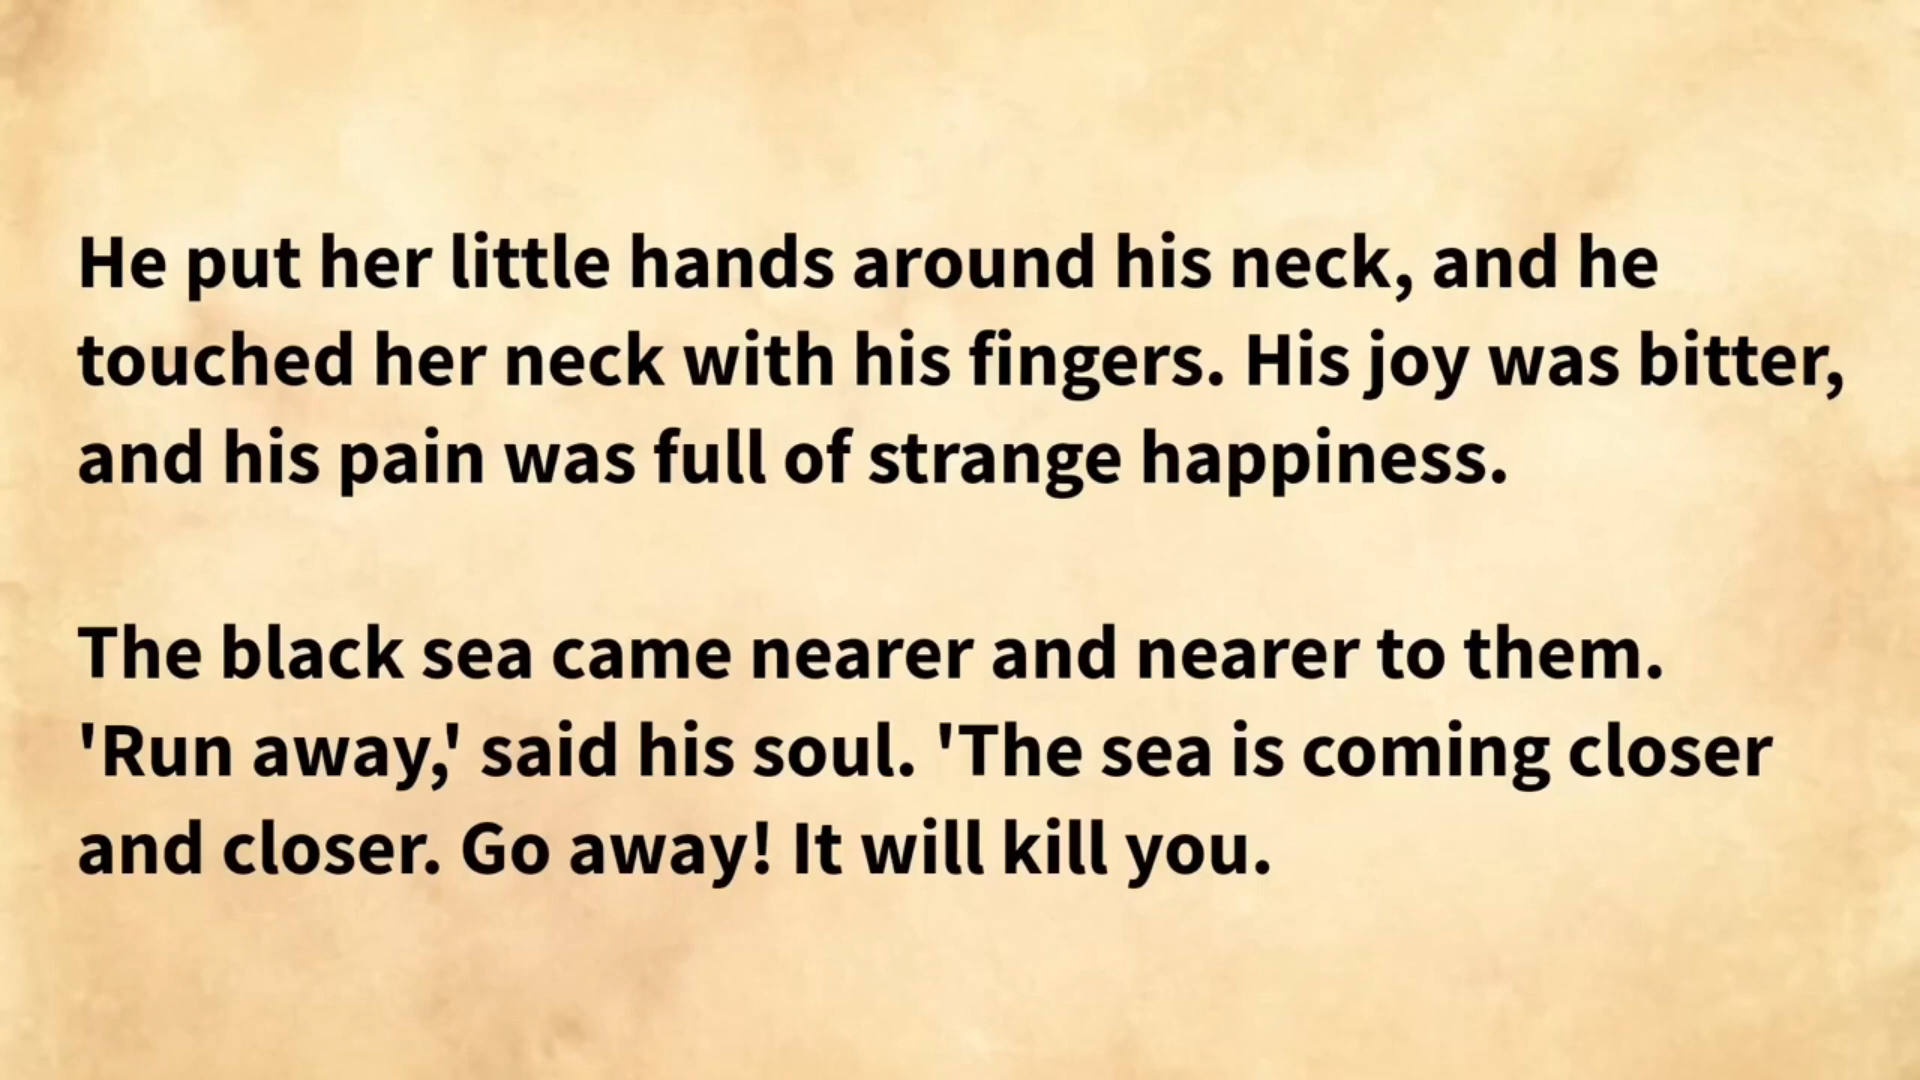 He put her little hands around his neck, and he
touched her neck with his fingers. His joy was bitter,
and his pain was full of strange happiness.
The black sea came nearer and nearer to them.
'Run away,' said his soul. 'The sea is coming closer
and closer. Go away! It will kill you.